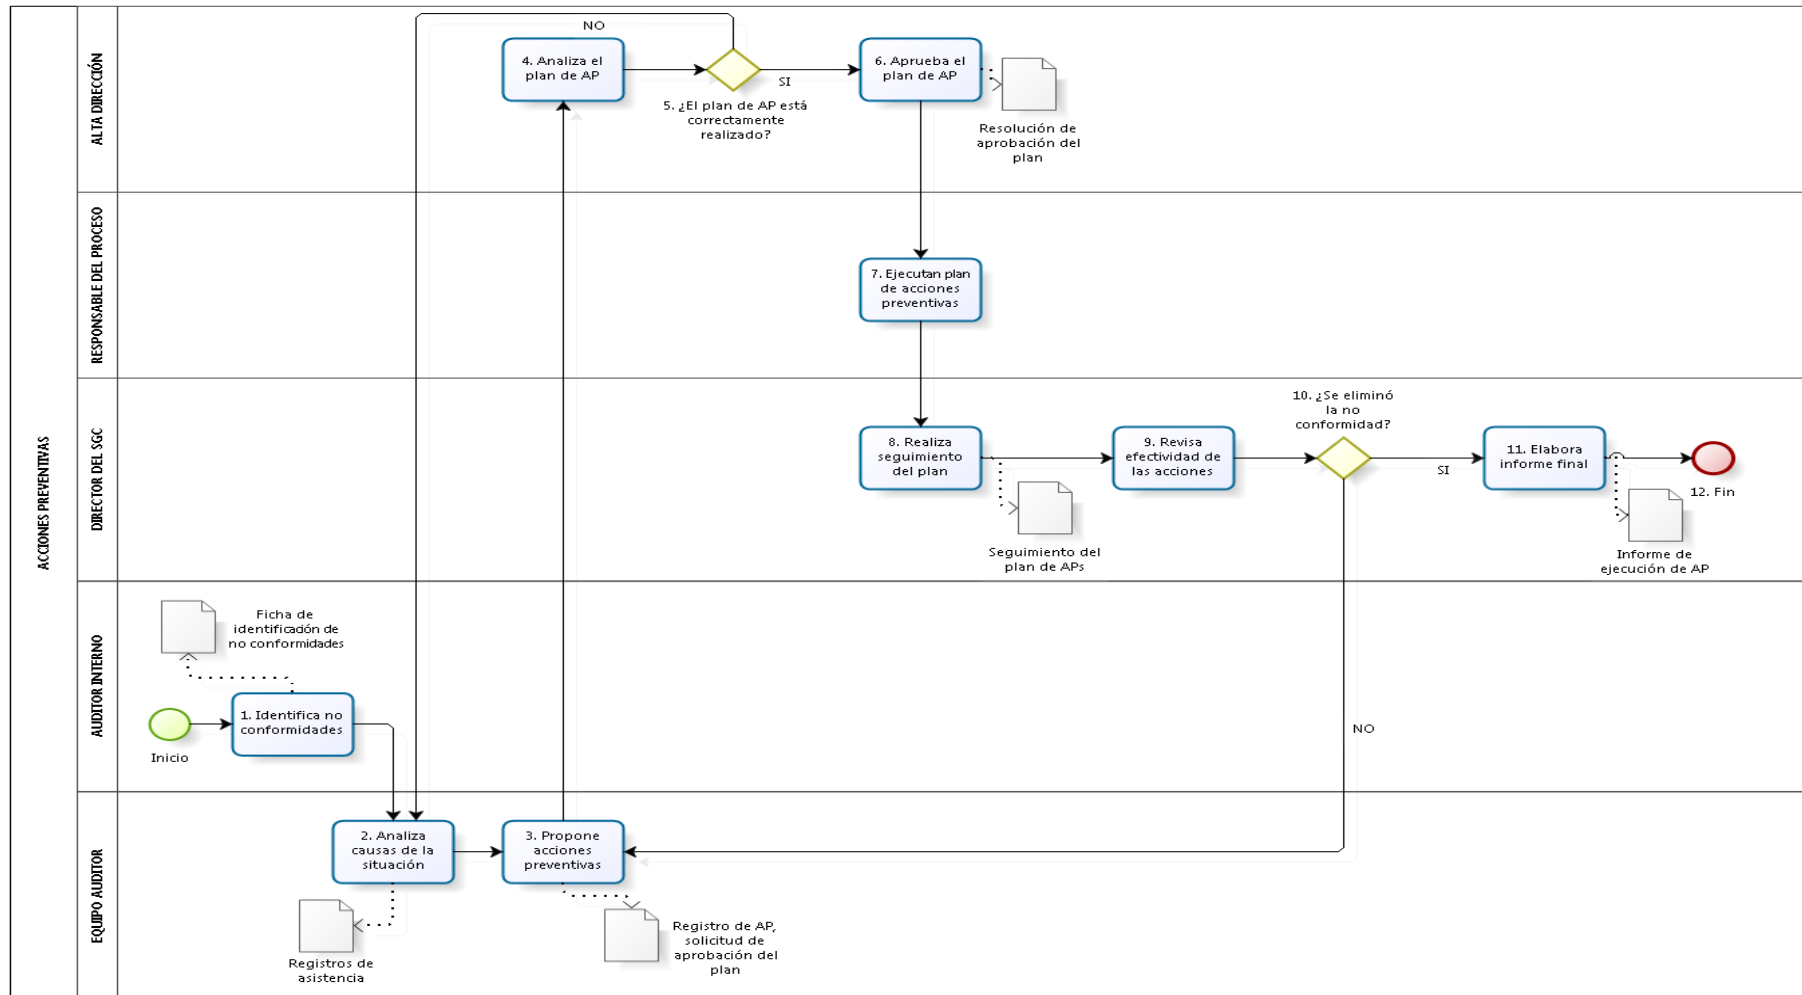 ACCIONES PREVENTIVAS
ALTA DIRECCIÓN
NO
4. Analiza el
plan de AP
SI
5. ¿El plan de AP está
correctamente
realizado?
6. Aprueba el
plan de AP
Resolución de
aprobación del
plan
RESPONSABLE DEL PROCESO
7. Ejecutan plan
de acciones
preventivas
DIRECTOR DEL SGC
8. Realiza
seguimiento
del plan
Seguimiento del
plan de APs
9. Revisa
efectividad de
las acciones
10. ¿Se eliminó
la no
conformidad?
SI
11. Elabora
informe final
12. Fin
Informe de
ejecución de AP
AUDITOR INTERNO
Ficha de
identificación de
no conformidades
1. Identifica no
conformidades
Inicio
NO
EQUIPO AUDITOR
2. Analiza
causas de la
situación
3. Propone
acciones
preventivas
Registros de
asistencia
Registro de AP,
solicitud de
aprobación del
plan